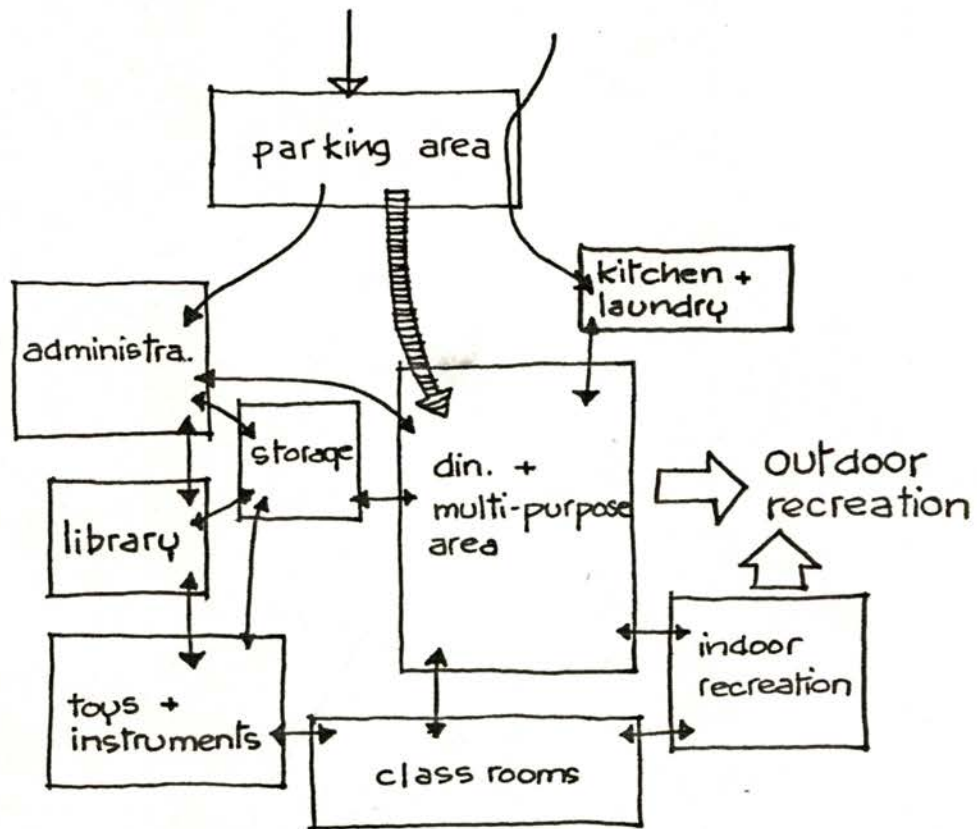 parking area
kitchen +
laundry
administra.
storage
din. +
multi-purpose
area
outdoor
recreation
library
indoor
recreation
toys +
instruments
class rooms